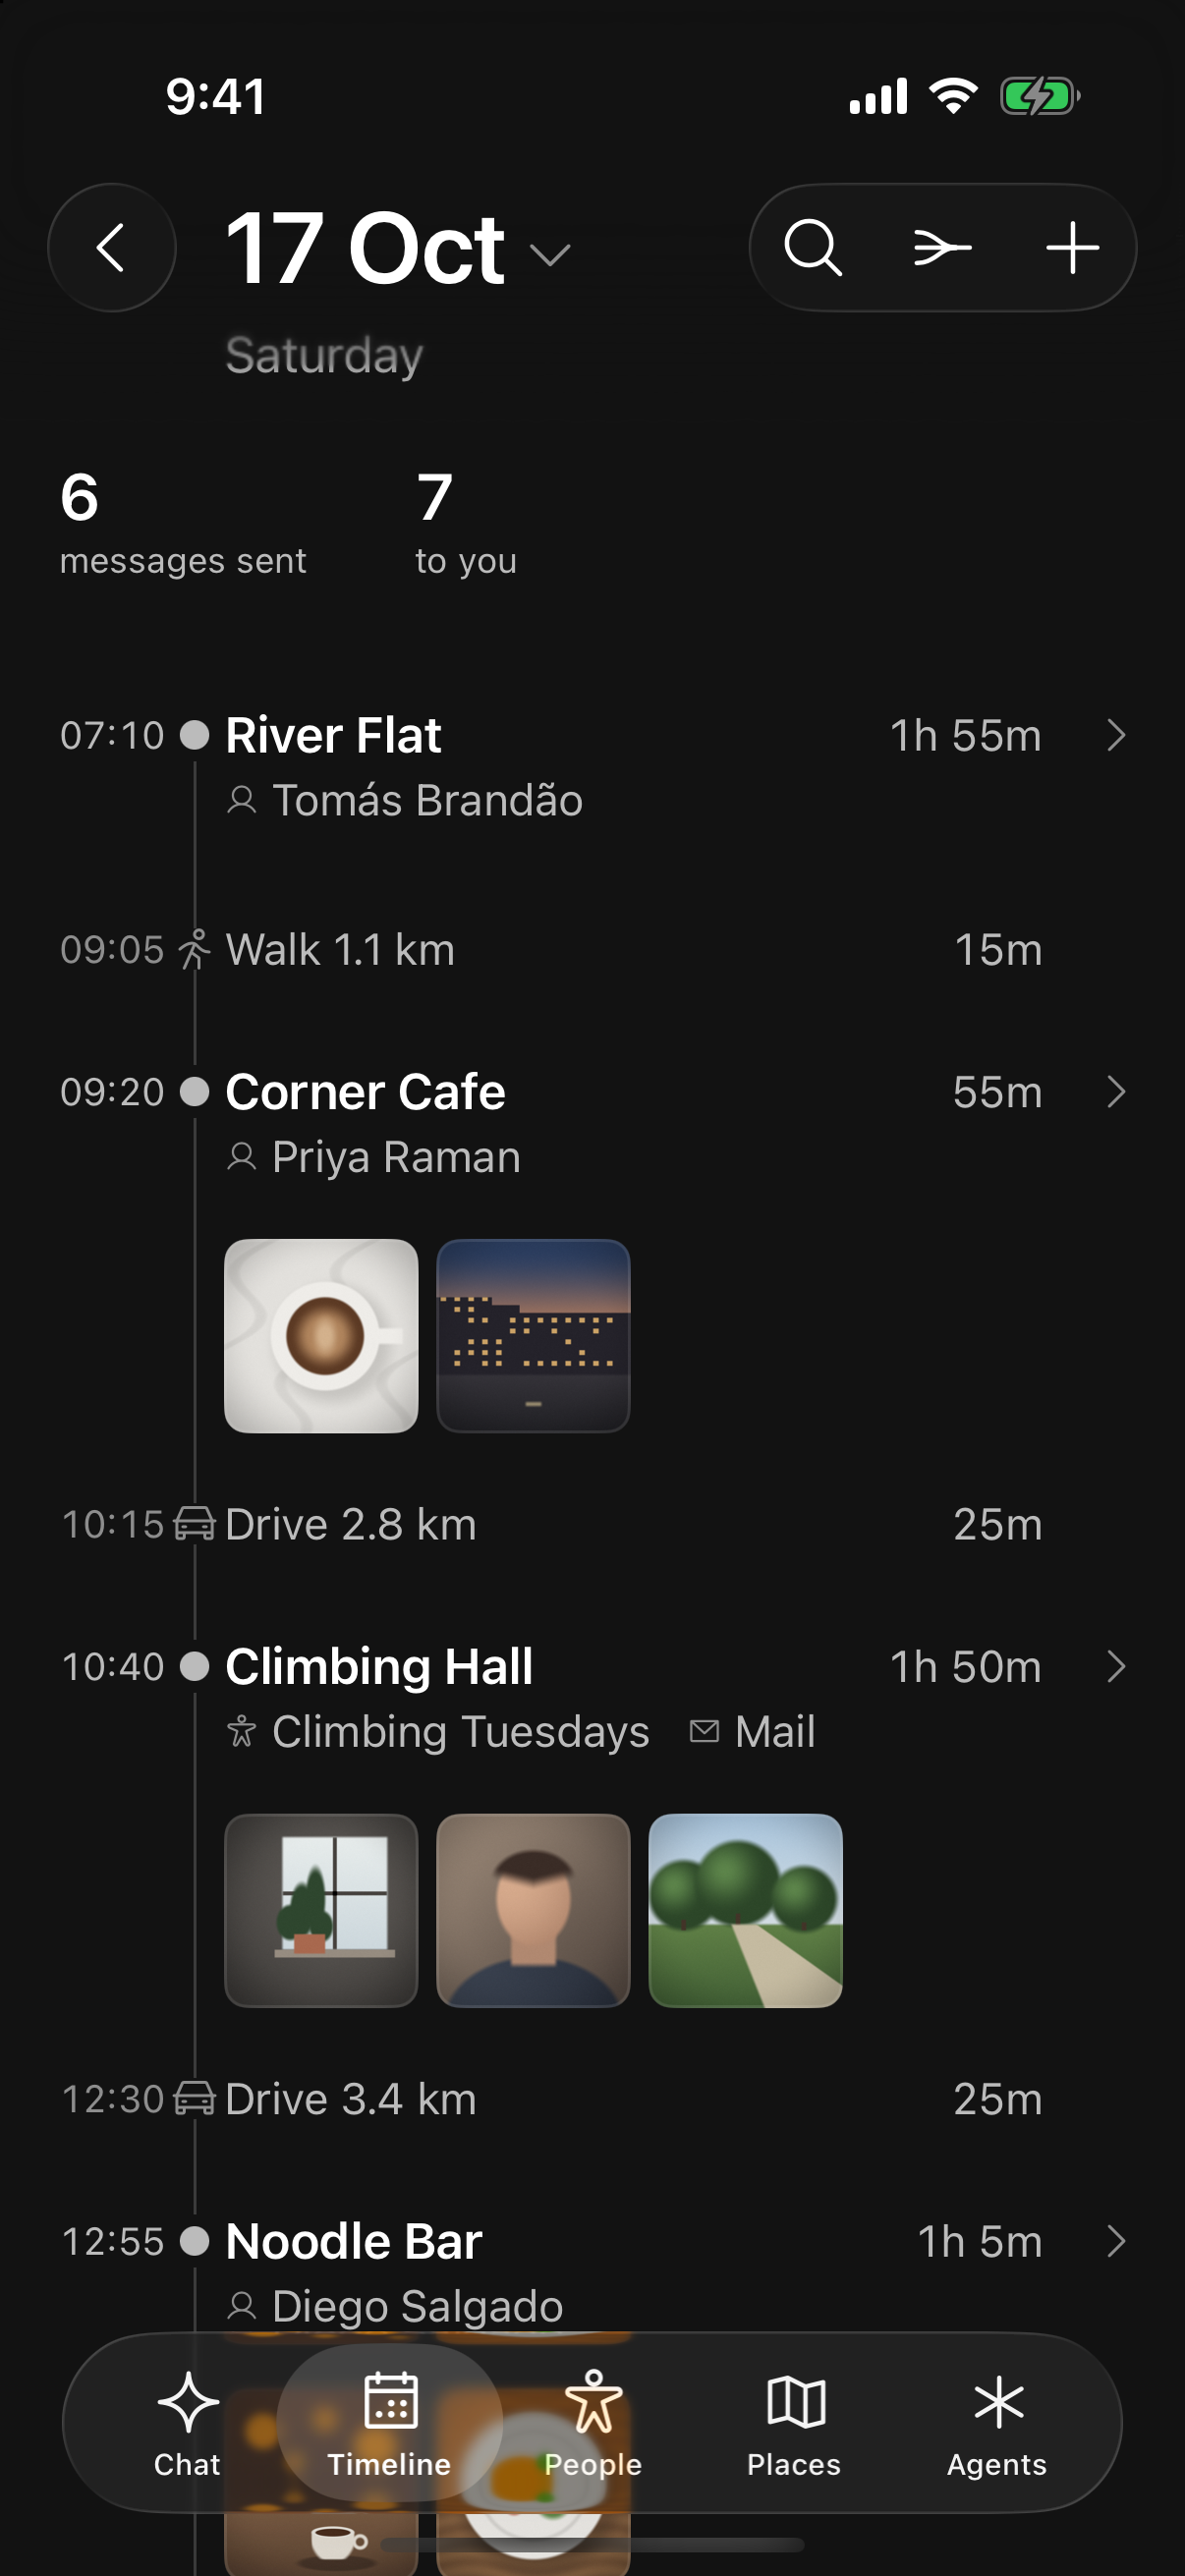 9:41
17 Oct
Saturday
6 7
messages sent to you
07:10 River Flat 1h 55m
Tomás Brandão
09:05 Walk 1.1 km 15m
09:20 Corner Cafe 55m
Priya Raman
10:15 Drive 2.8 km 25m
10:40 Climbing Hall 1h 50m
Climbing Tuesdays Mail
12:30 Drive 3.4 km 25m
12:55 Noodle Bar 1h 5m
Diego Salgado
Chat Timeline People Places Agents